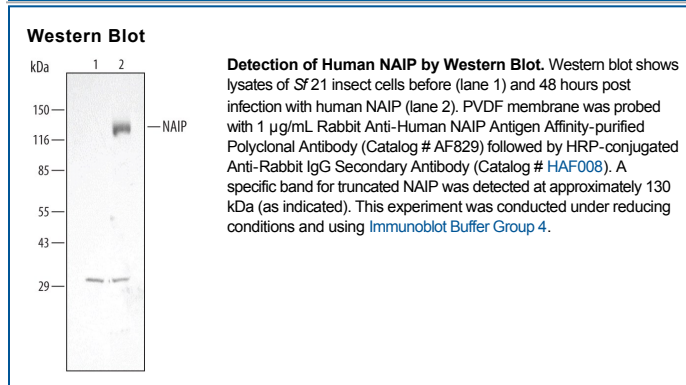 Western Blot
kDa
1 2
150
116
85
55
43
29
NAIP
Detection of Human NAIP by Western Blot. Western blot shows
lysates of Sf 21 insect cells before (lane 1) and 48 hours post
infection with human NAIP (lane 2). PVDF membrane was probed
with 1 µg/mL Rabbit Anti-Human NAIP Antigen Affinity-purified
Polyclonal Antibody (Catalog # AF829) followed by HRP-conjugated
Anti-Rabbit IgG Secondary Antibody (Catalog # HAF008). A
specific band for truncated NAIP was detected at approximately 130
kDa (as indicated). This experiment was conducted under reducing
conditions and using Immunoblot Buffer Group 4.